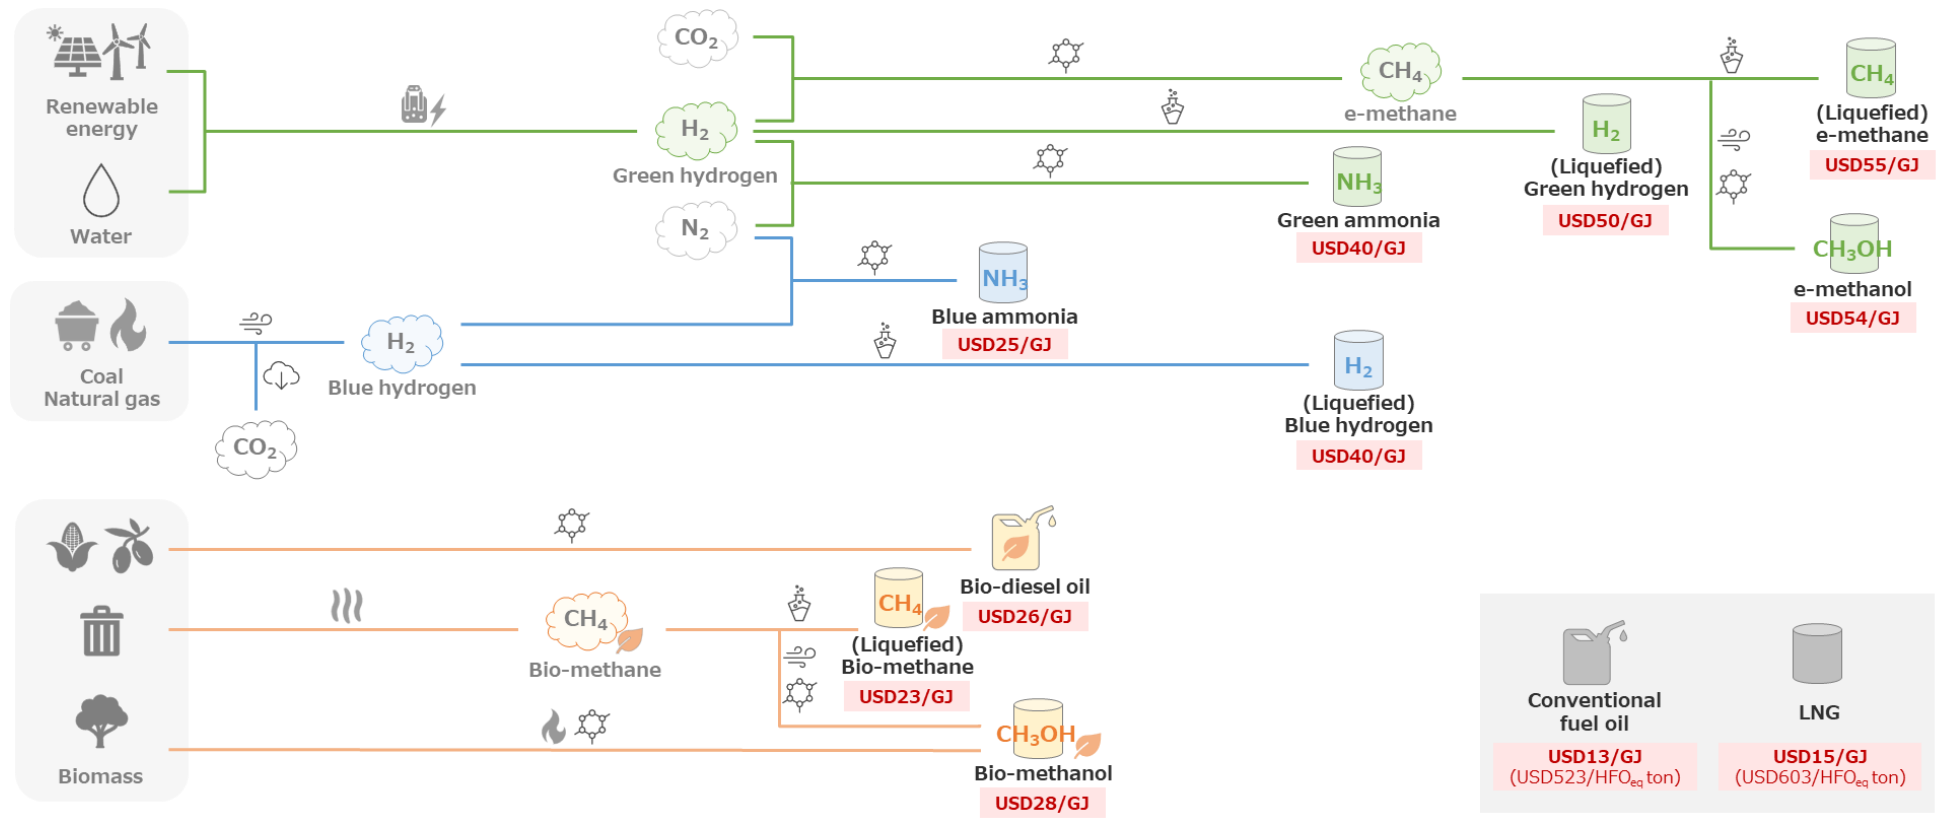 Renewable
energy
Water
CO2
H2
Green hydrogen
N2
CH4
e-methane
CH4
(Liquefied)
e-methane
USD55/GJ
H2
(Liquefied)
Green hydrogen
USD50/GJ
NH3
Green ammonia
USD40/GJ
CH3OH
e-methanol
USD54/GJ
Coal
Natural gas
CO2
H2
Blue hydrogen
NH3
Blue ammonia
USD25/GJ
H2
(Liquefied)
Blue hydrogen
USD40/GJ
Biomass
Bio-diesel oil
USD26/GJ
CH4
Bio-methane
CH4
(Liquefied)
Bio-methane
USD23/GJ
CH3OH
Bio-methanol
USD28/GJ
Conventional
fuel oil
USD13/GJ
(USD523/HFOeq ton)
LNG
USD15/GJ
(USD603/HFOeq ton)